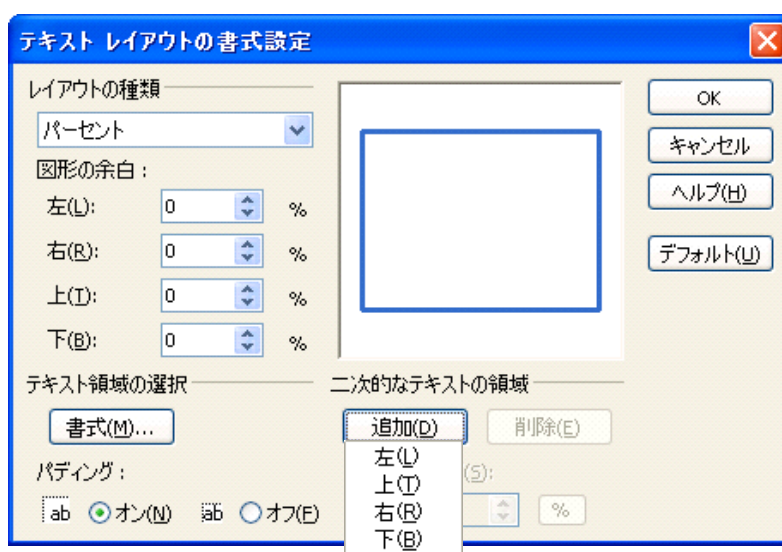 テキスト レイアウトの書式設定
レイアウトの種類
パーセント
図形の余白:
左(L): 0 %
右(R): 0 %
上(T): 0 %
下(B): 0 %
OK
キャンセル
ヘルプ(H)
デフォルト(U)
テキスト領域の選択
書式(M)...
パディング:
ab オン(N) ab オフ(F)
二次的なテキストの領域
追加(D) 削除(E)
左(L)
上(T)
右(R)
下(B)
(S):
%